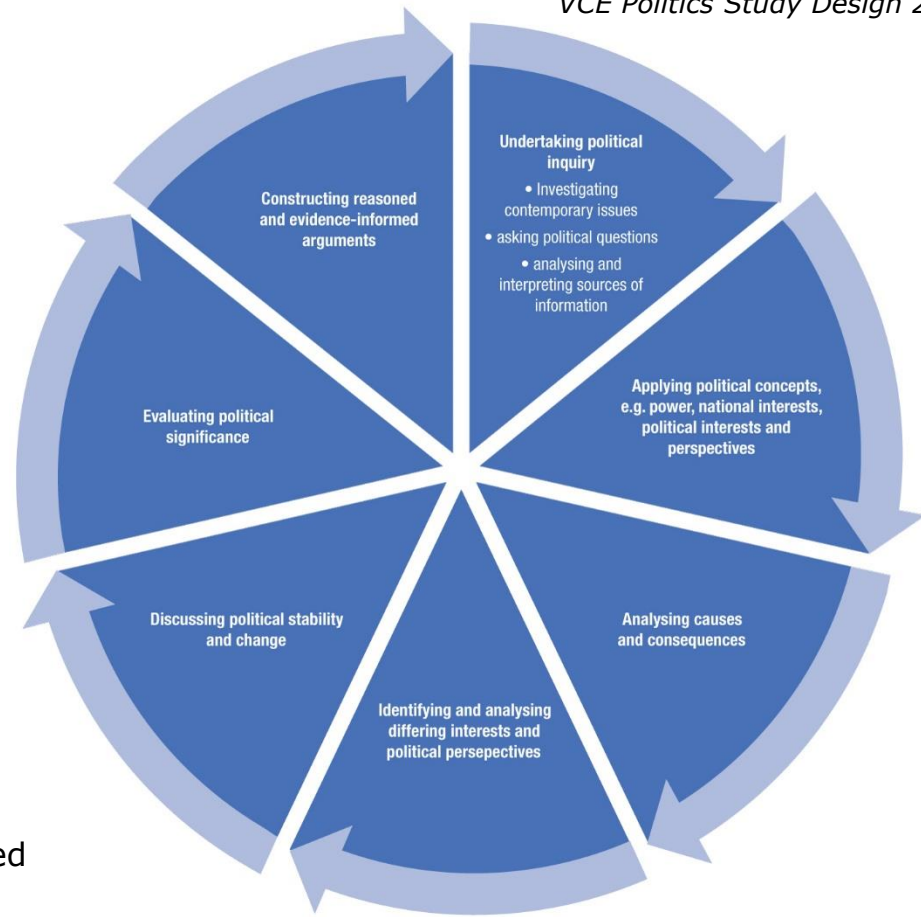 VCE Politics Study Design 2
Undertaking political
inquiry
• Investigating
contemporary issues
• asking political questions
• analysing and
interpreting sources of
information
Applying political concepts,
e.g. power, national interests,
political interests and
perspectives
Analysing causes
and consequences
Identifying and analysing
differing interests and
political persepectives
Discussing political stability
and change
Evaluating political
significance
Constructing reasoned
and evidence-informed
arguments
ed